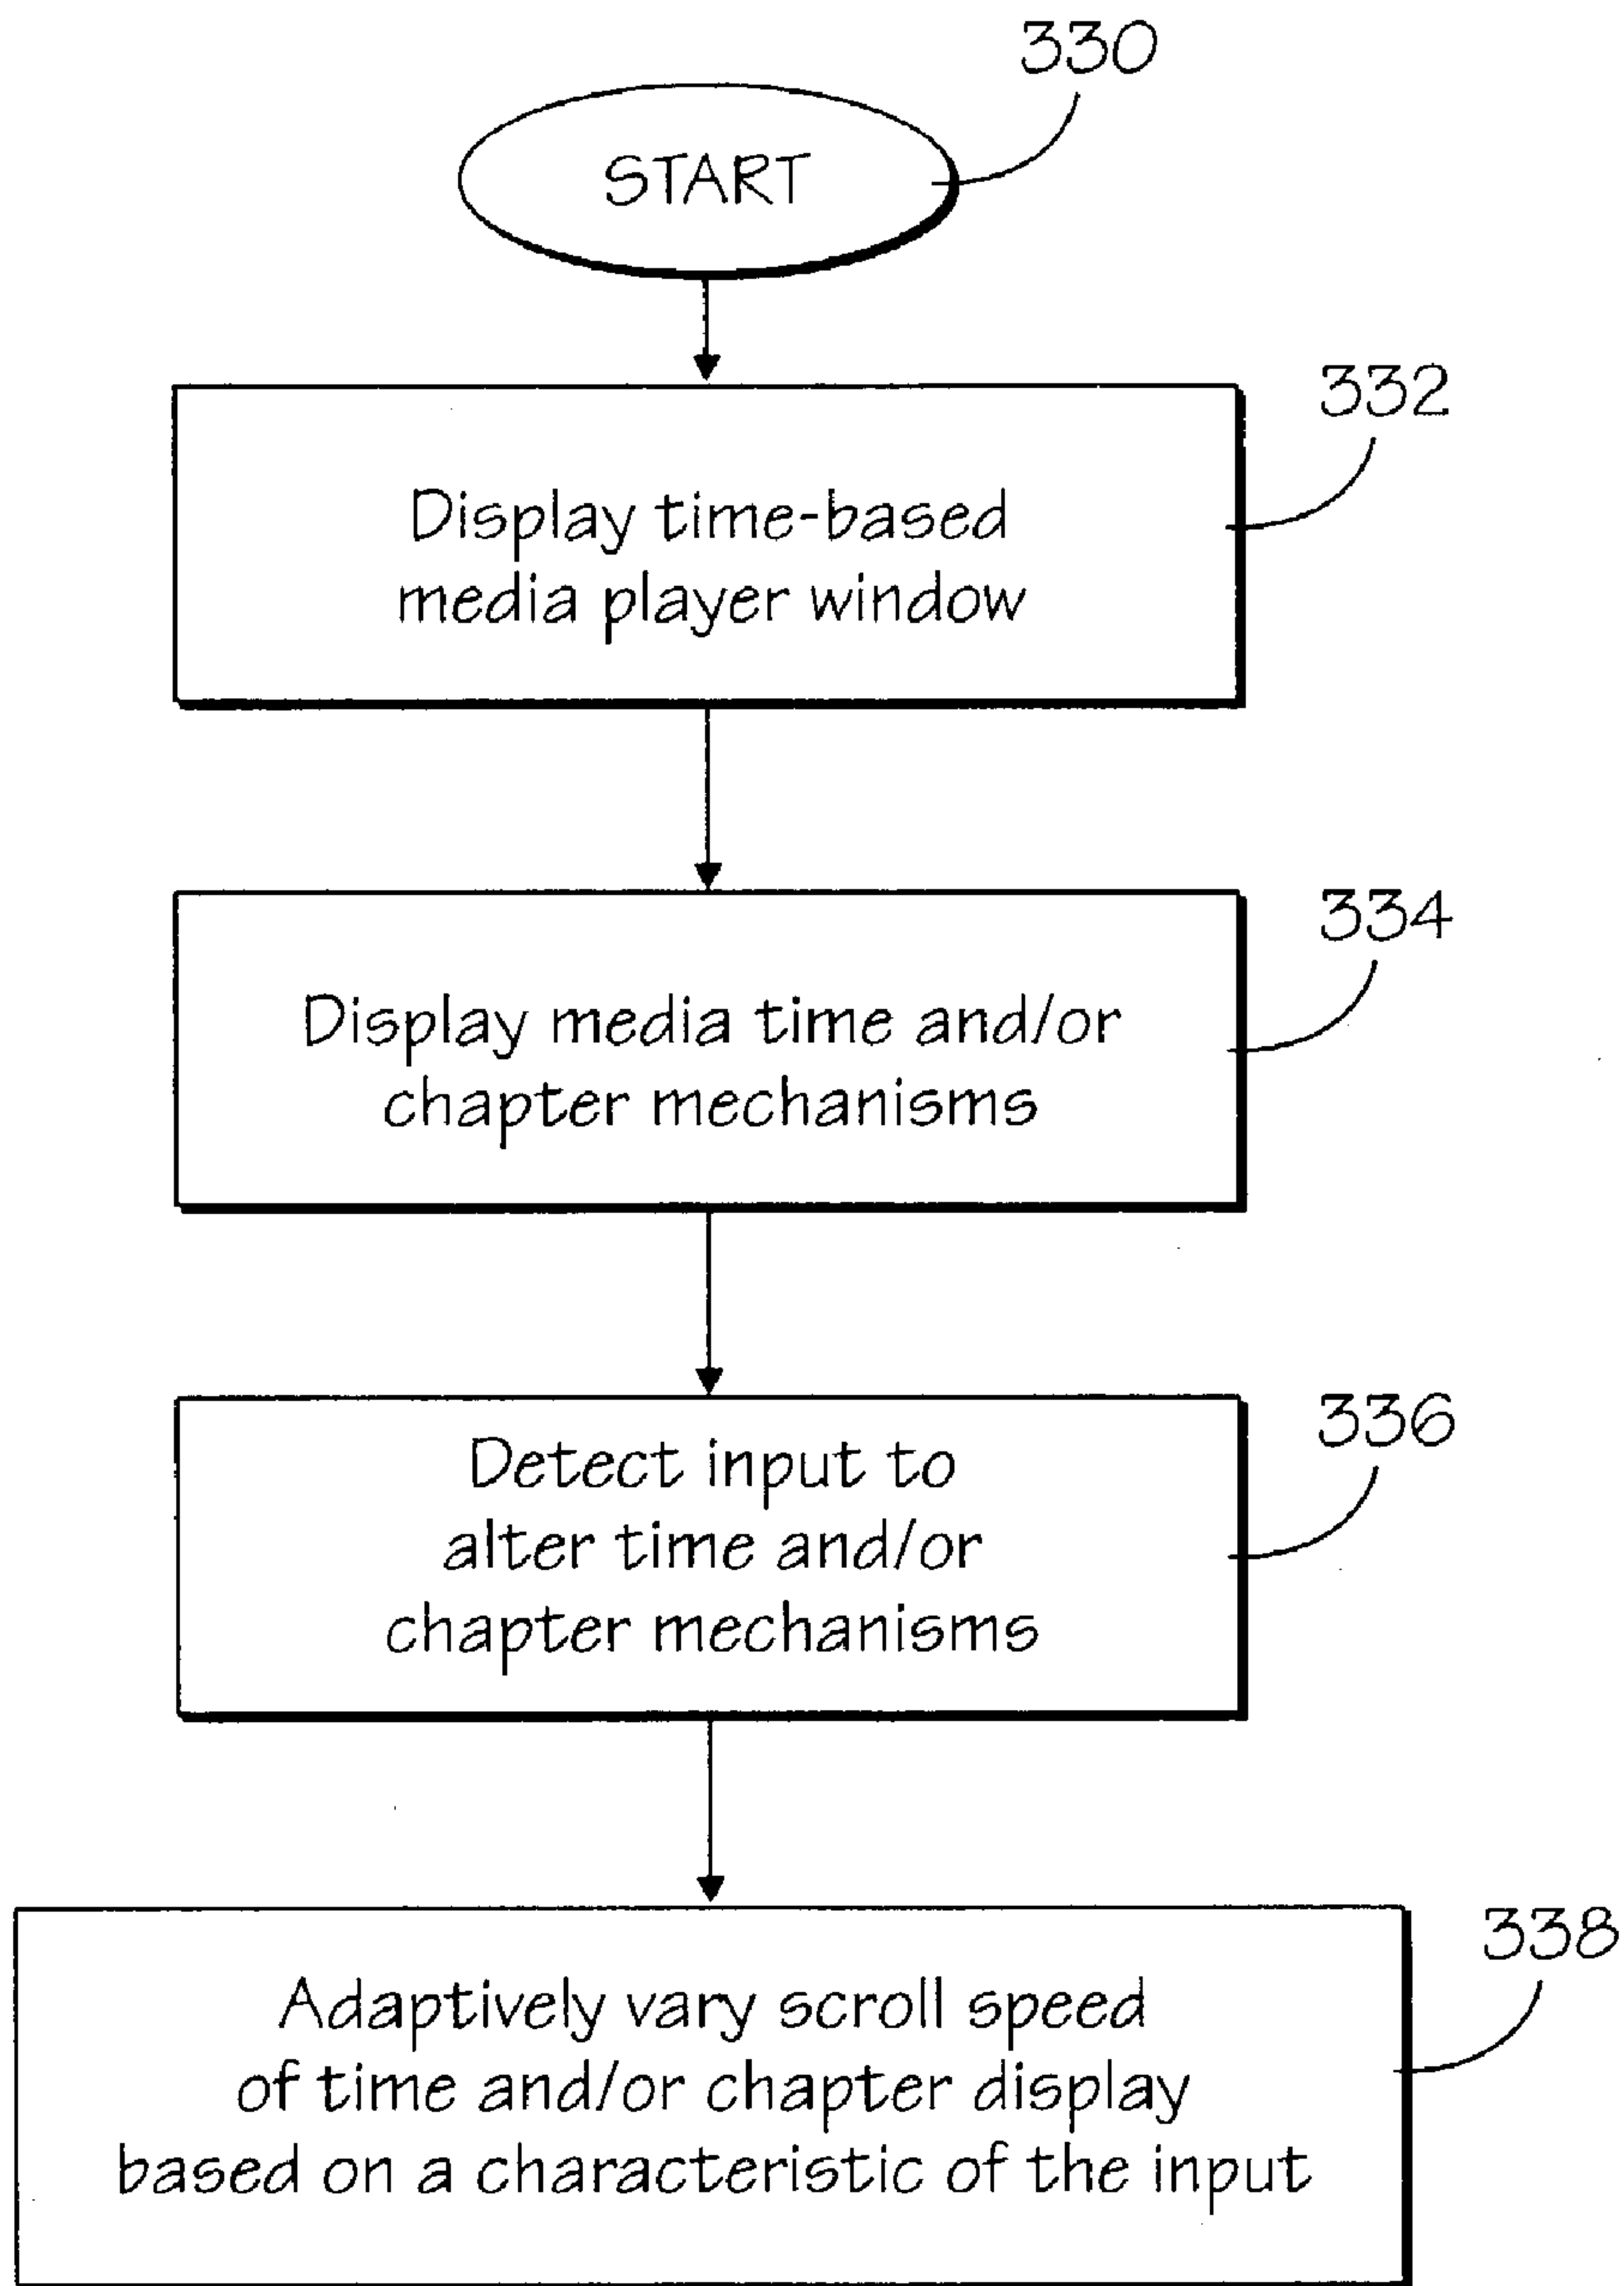 330
START
332
Display time-based
media player window
334
Display media time and/or
chapter mechanisms
336
Detect input to
alter time and/or
chapter mechanisms
338
Adaptively vary scroll speed
of time and/or chapter display
based on a characteristic of the input